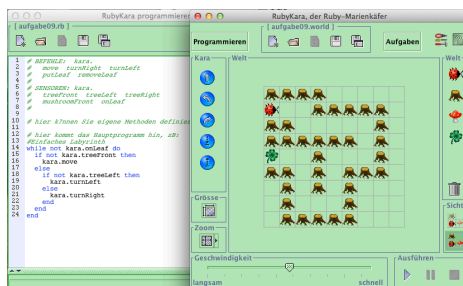 RubyKara programmieren
[ aufgabe09.rb ]
1 # BEFEHLE: kara.
2 #   move turnRight turnLeft
3 #   putLeaf removeLeaf
4 #
5 # SENSOREN: kara.
6 #   treeFront treeLeft treeRight
7 #   mushroomFront onLeaf
8 #
9
10 # hier k?nnen Sie eigene Methoden definie
11
12 # hier kommt das Hauptprogramm hin, zB:
13 #Einfaches Labyrinth
14 while not kara.onLeaf do
15   if not kara.treeFront then
16     kara.move
17   else
18     if not kara.treeLeft then
19       kara.turnLeft
20     else
21       kara.turnRight
22     end
23   end
24 end
RubyKara, der Ruby-Marienkäfer
[ aufgabe09.world ]
Programmieren
Aufgaben
Kara
Welt
Welt
Grösse
Zoom
Sicht
Geschwindigkeit
langsam
schnell
Ausführen